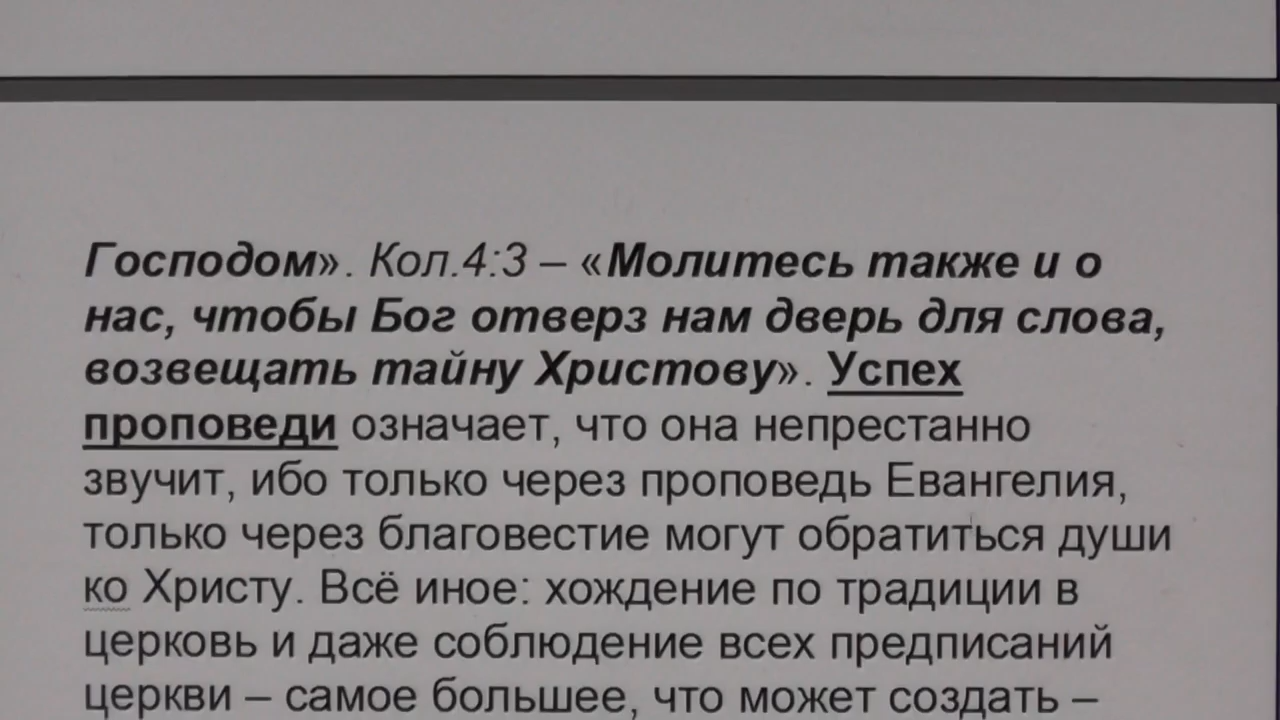 Господом». Кол.4:3 – «Молитесь также и о
нас, чтобы Бог отверз нам дверь для слова,
возвещать тайну Христову». Успех
проповеди означает, что она непрестанно
звучит, ибо только через проповедь Евангелия,
только через благовестие могут обратиться души
ко Христу. Всё иное: хождение по традиции в
церковь и даже соблюдение всех предписаний
церкви – самое большее, что может создать –